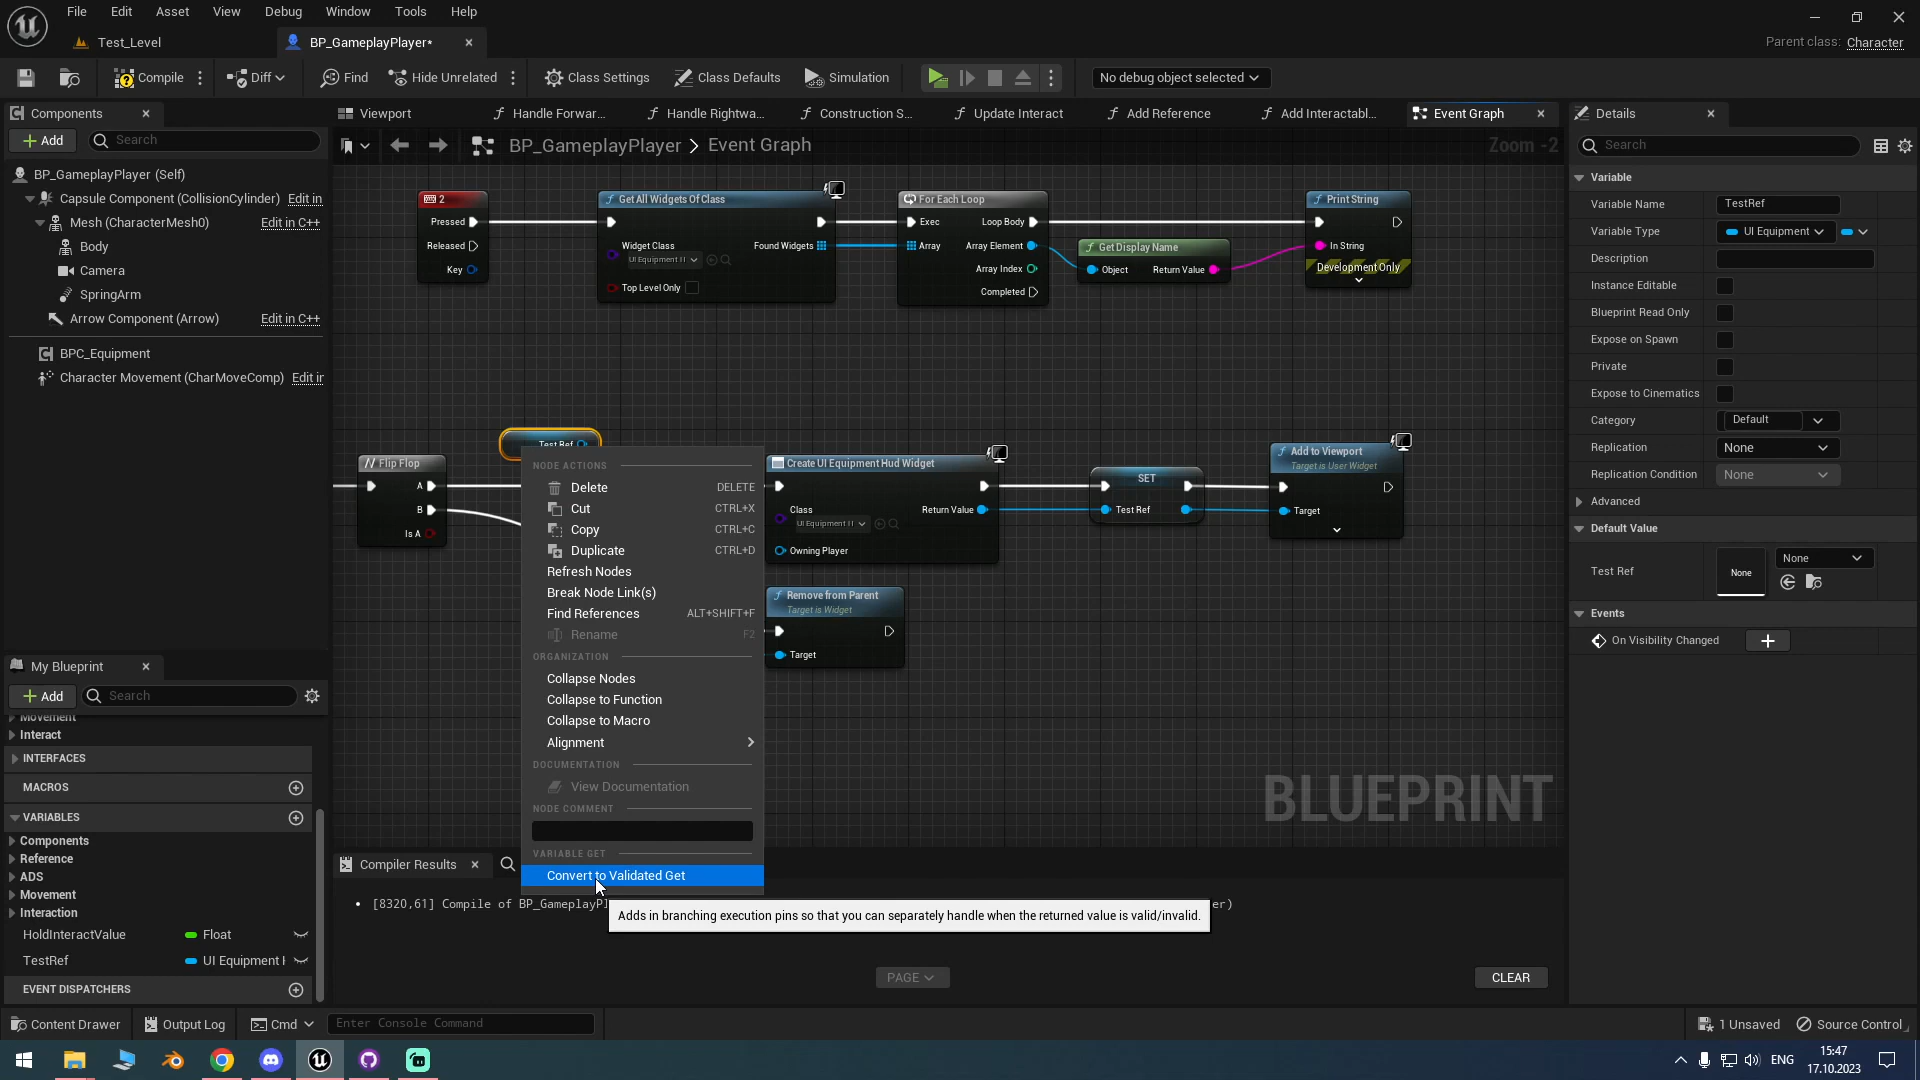 File Edit Asset View Debug Window Tools Help
Test_Level
BP_GameplayPlayer*
Parent class: Character
Compile
Diff
Find
Hide Unrelated
Class Settings
Class Defaults
Simulation
No debug object selected
Components
Add
Search
BP_GameplayPlayer (Self)
Capsule Component (CollisionCylinder) Edit in
Mesh (CharacterMesh0) Edit in C++
Body
Camera
SpringArm
Arrow Component (Arrow) Edit in C++
BPC_Equipment
Character Movement (CharMoveComp) Edit in
My Blueprint
Add
Search
Movement
Interact
INTERFACES
MACROS
VARIABLES
Components
Reference
ADS
Movement
Interaction
HoldInteractValue Float
TestRef UI Equipment
EVENT DISPATCHERS
Viewport
Handle Forwar...
Handle Rightwa...
Construction S...
Update Interact
Add Reference
Add Interactabl...
Event Graph
BP_GameplayPlayer > Event Graph
Zoom -2
2
Pressed
Released
Key
Get All Widgets Of Class
Widget Class
Found Widgets
Top Level Only
For Each Loop
Exec
Loop Body
Array
Array Element
Array Index
Completed
Get Display Name
Object
Return Value
Print String
In String
Development Only
Test Ref
Flip Flop
A
B
Is A
Create UI Equipment Hud Widget
Class
Return Value
Owning Player
SET
Test Ref
Add to Viewport
Target is User Widget
Target
Remove from Parent
Target is Widget
Target
BLUEPRINT
NODE ACTIONS
Delete DELETE
Cut CTRL+X
Copy CTRL+C
Duplicate CTRL+D
Refresh Nodes
Break Node Link(s)
Find References ALT+SHIFT+F
Rename F2
ORGANIZATION
Collapse Nodes
Collapse to Function
Collapse to Macro
Alignment
DOCUMENTATION
View Documentation
NODE COMMENT
VARIABLE GET
Convert to Validated Get
Adds in branching execution pins so that you can separately handle when the returned value is valid/invalid.
Compiler Results
[8320,61] Compile of BP_GameplayPl er)
PAGE
CLEAR
Details
Search
Variable
Variable Name TestRef
Variable Type UI Equipment
Description
Instance Editable
Blueprint Read Only
Expose on Spawn
Private
Expose to Cinematics
Category Default
Replication None
Replication Condition None
Advanced
Default Value
Test Ref None None
Events
On Visibility Changed
Content Drawer
Output Log
Cmd
Enter Console Command
1 Unsaved
Source Control
ENG
15:47
17.10.2023